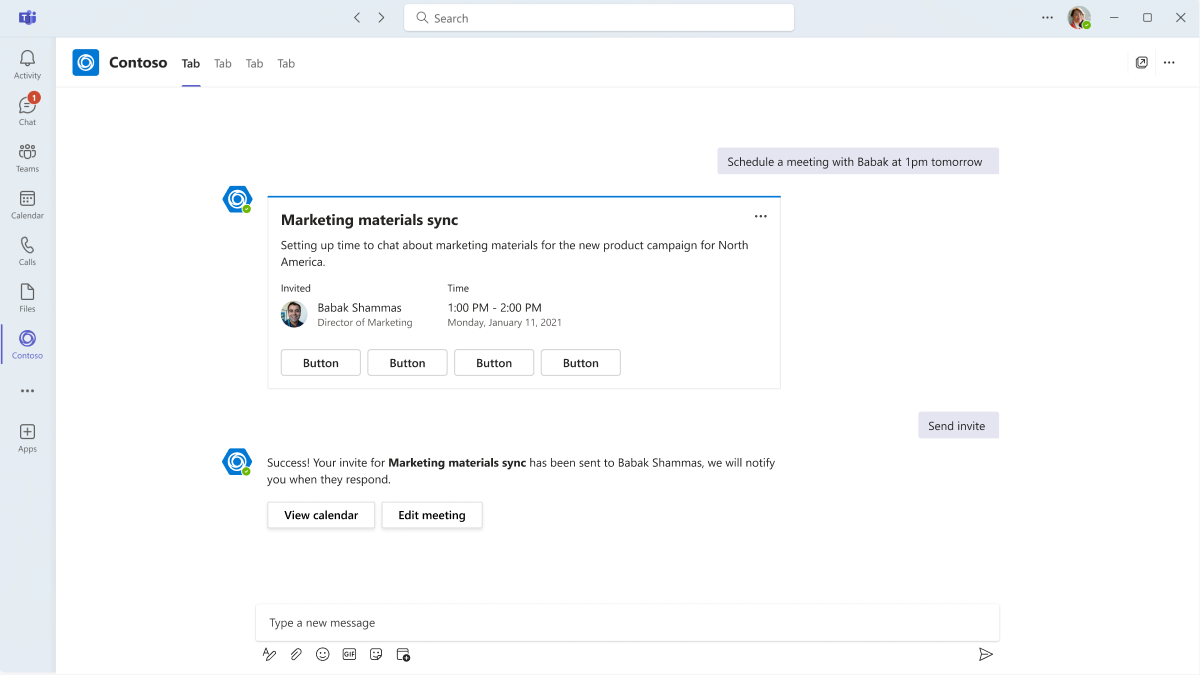 Search
Activity
1
Chat
Teams
Calendar
Calls
Files
Contoso
Apps
Contoso Tab Tab Tab Tab
Schedule a meeting with Babak at 1pm tomorrow
Marketing materials sync
Setting up time to chat about marketing materials for the new product campaign for North
America.
Invited
Babak Shammas
Director of Marketing
Time
1:00 PM - 2:00 PM
Monday, January 11, 2021
Button Button Button Button
Send invite
Success! Your invite for Marketing materials sync has been sent to Babak Shammas, we will notify
you when they respond.
View calendar Edit meeting
Type a new message
GIF